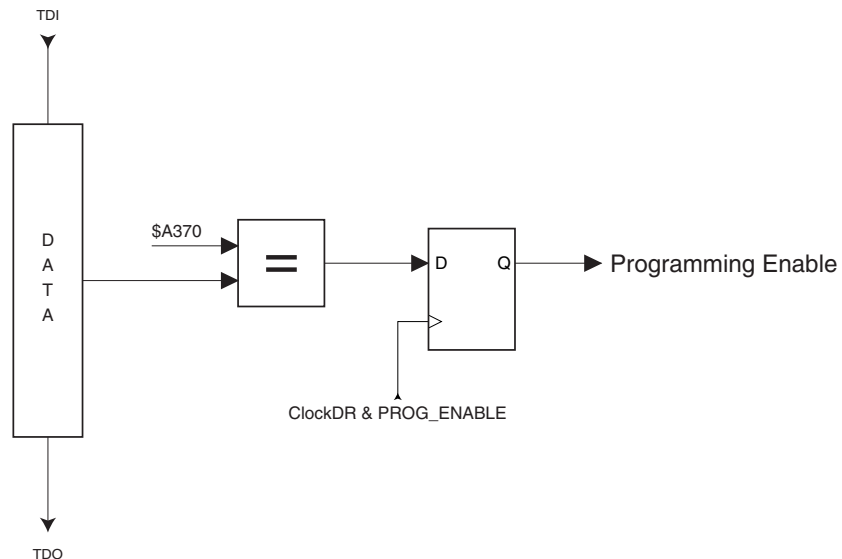 TDI
D
A
T
A
$A370
=
D
Q
Programming Enable
ClockDR & PROG_ENABLE
TDO